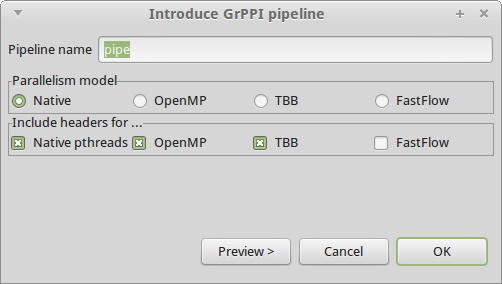 Introduce GrPPI pipeline
Pipeline name pipe
Parallelism model
Native OpenMP TBB FastFlow
Include headers for ...
Native pthreads OpenMP TBB FastFlow
Preview > Cancel OK